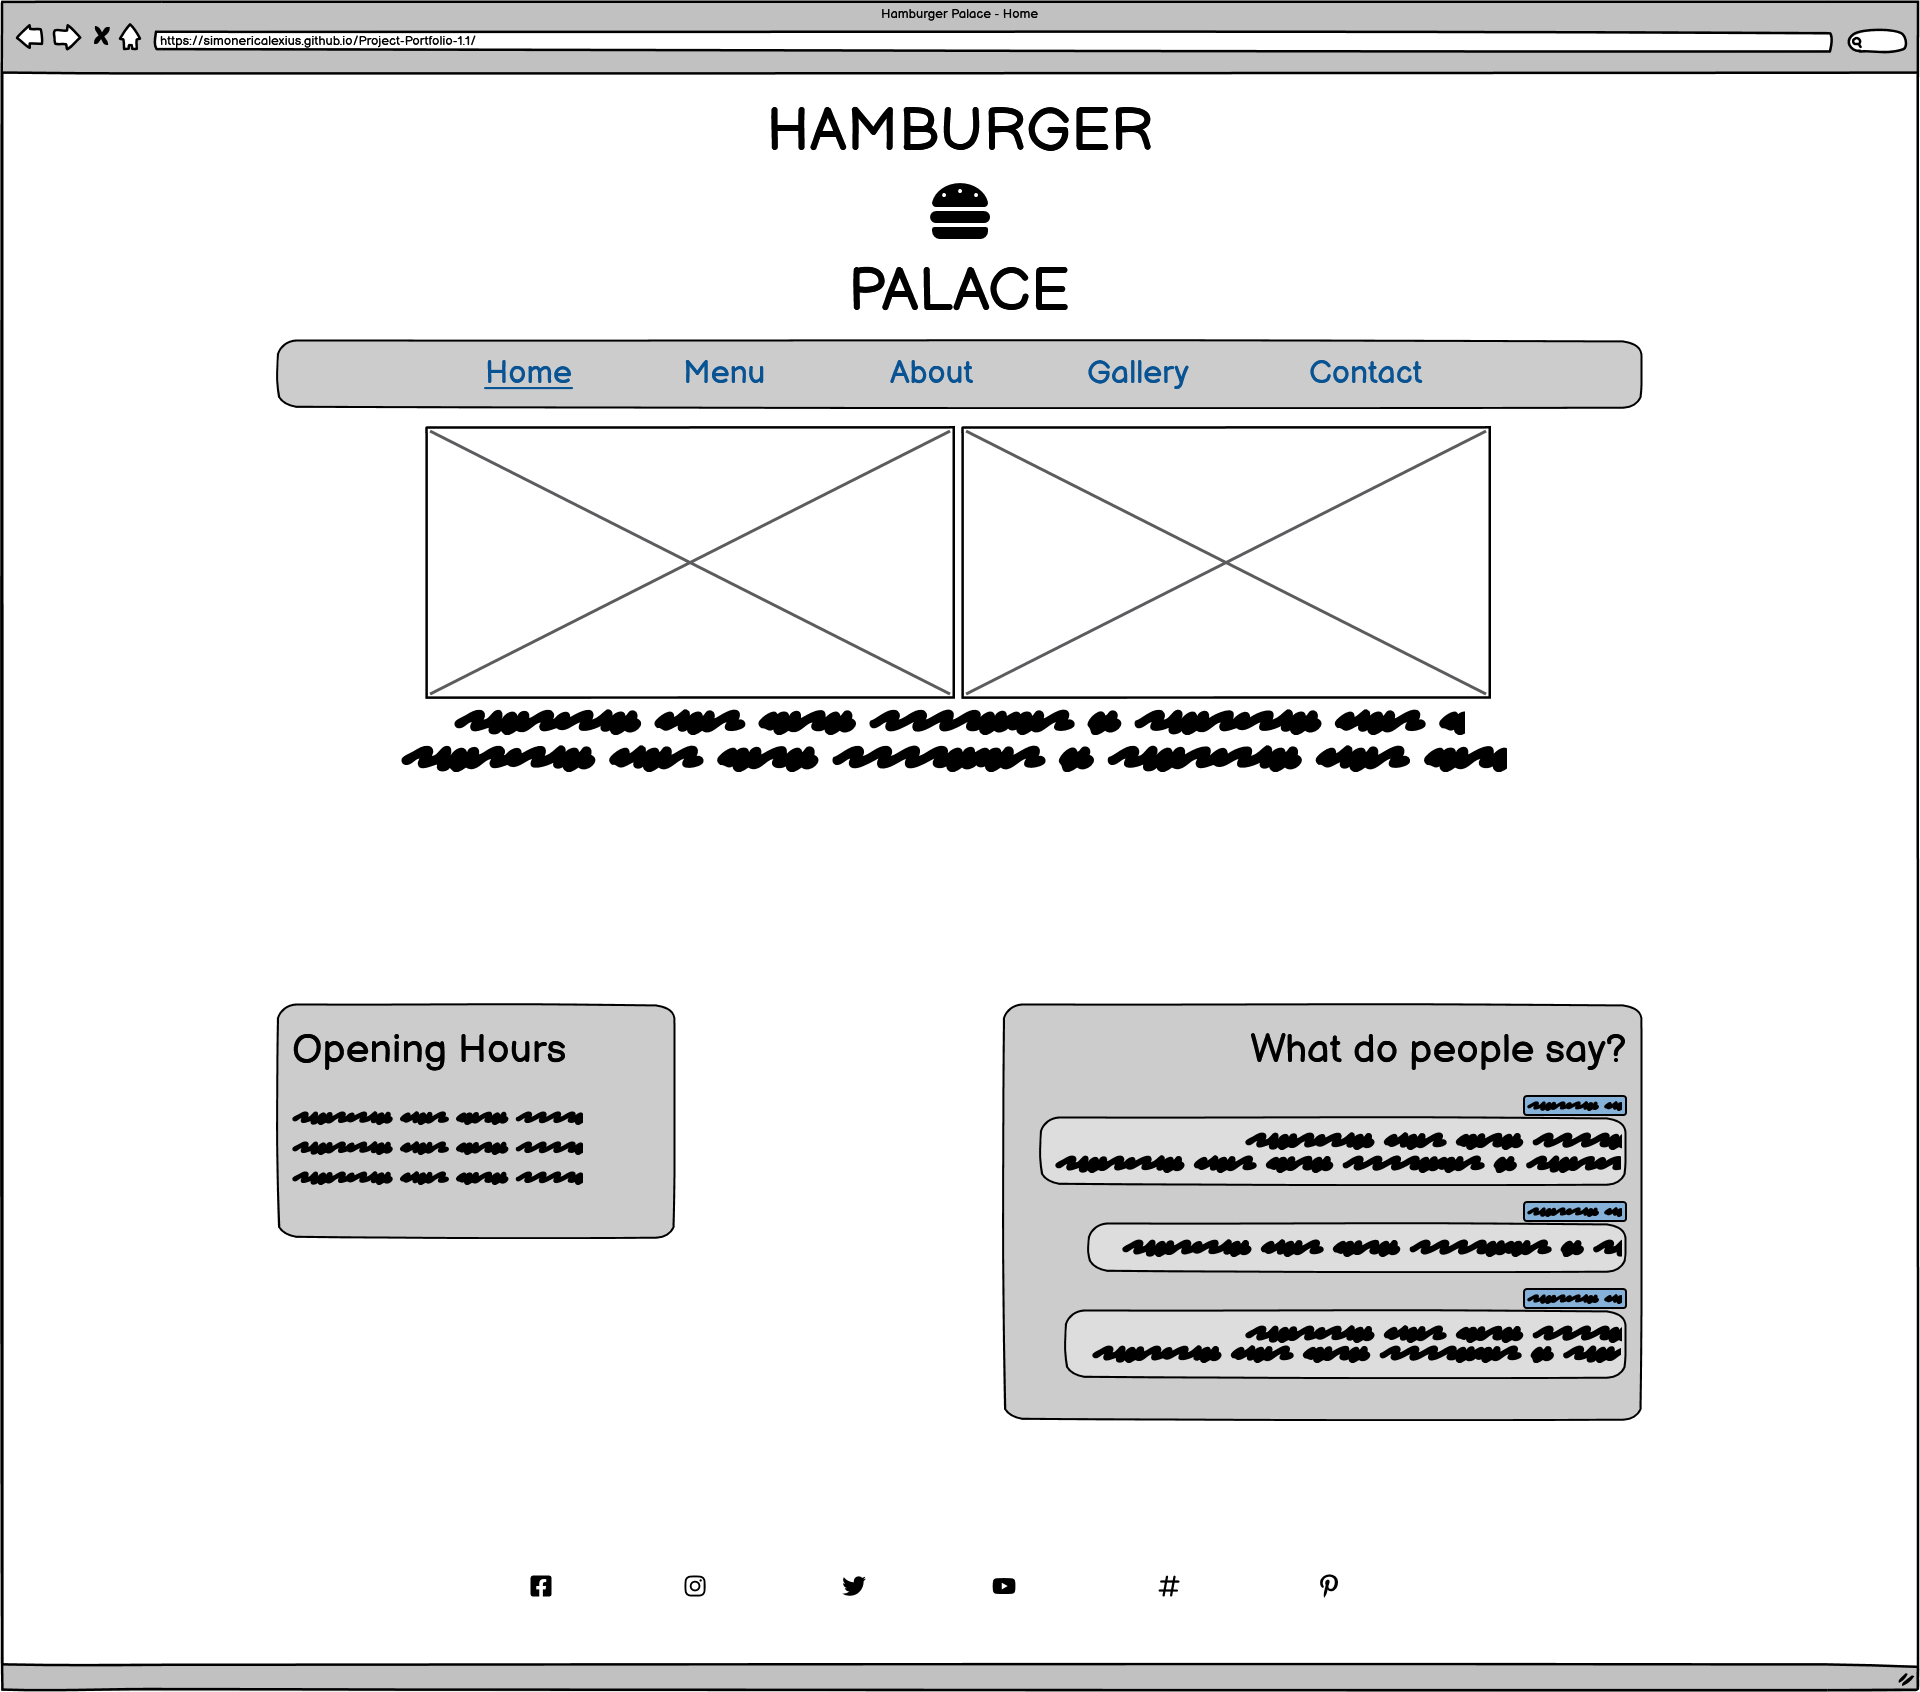 Hamburger Palace - Home
https://simonericalexius.github.io/Project-Portfolio-1.1/
HAMBURGER
PALACE
Home Menu About Gallery Contact
Opening Hours
What do people say?